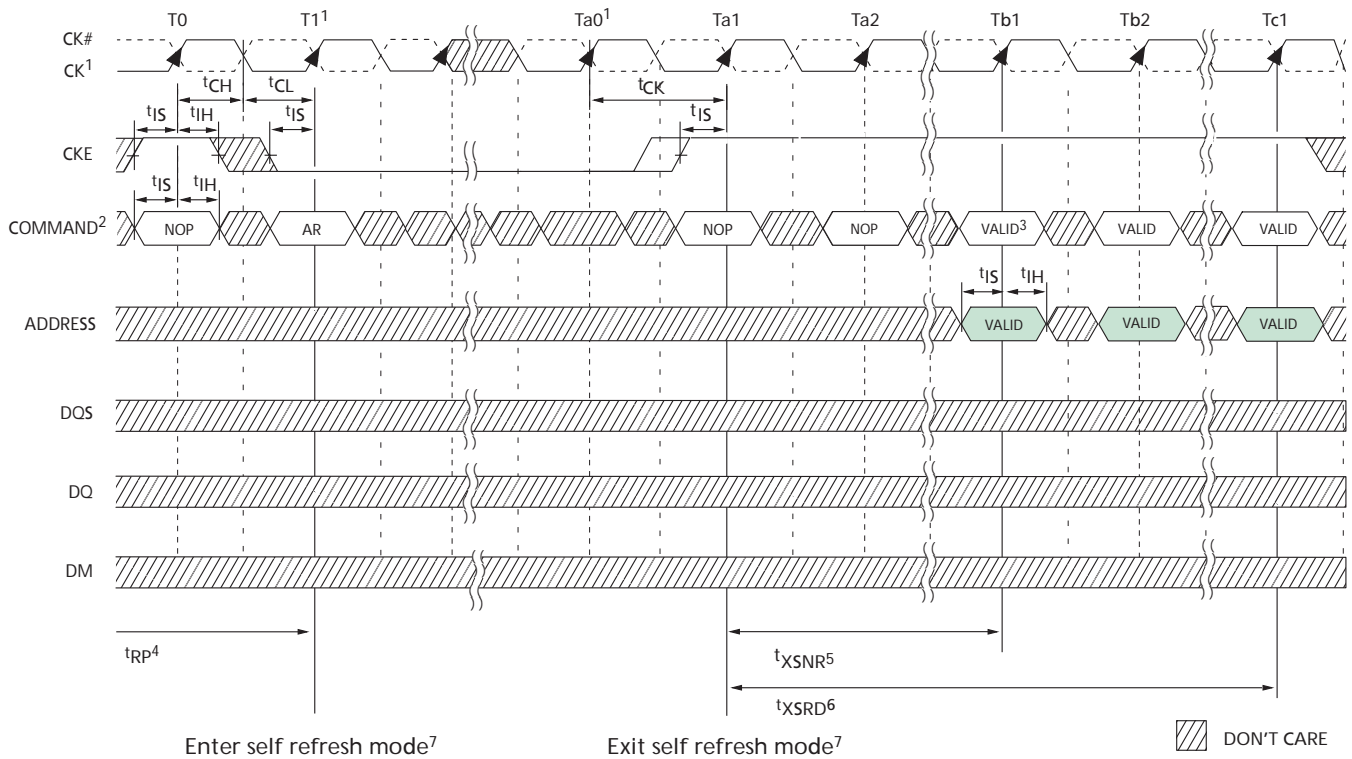 T0 T1¹ Ta0¹ Ta1 Ta2 Tb1 Tb2 Tc1
CK#
CK¹
tCH tCL tCK
tIS tIH tIS tIS
CKE
tIS tIH
COMMAND² NOP AR NOP NOP VALID³ VALID VALID
tIS tIH
ADDRESS VALID VALID VALID
DQS
DQ
DM
tRP⁴ tXSNR⁵
tXSRD⁶
Enter self refresh mode⁷ Exit self refresh mode⁷ DON'T CARE